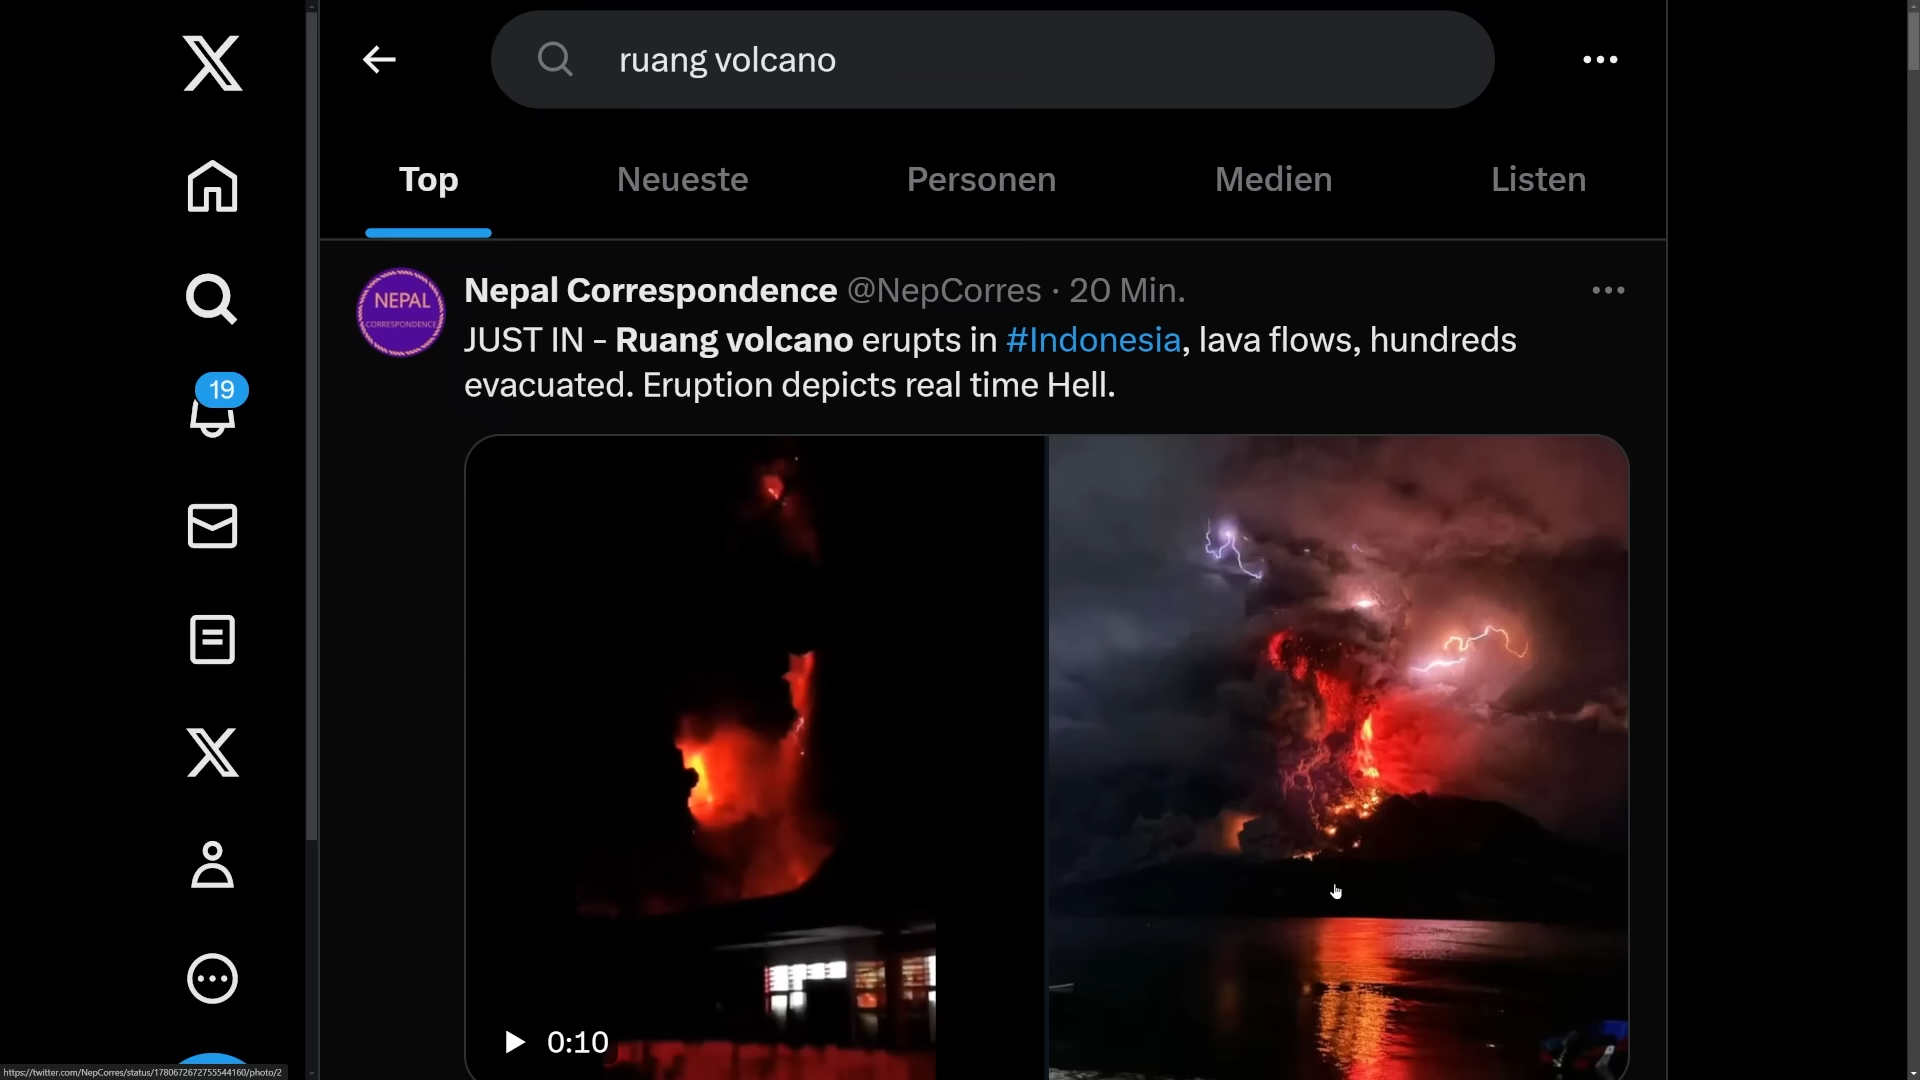 ruang volcano
Top
Neueste
Personen
Medien
Listen
NEPAL
CORRESPONDENCE
Nepal Correspondence @NepCorres · 20 Min.
JUST IN - Ruang volcano erupts in #Indonesia, lava flows, hundreds
evacuated. Eruption depicts real time Hell.
19
0:10
https://twitter.com/NepCorres/status/1780672672755544160/photo/2